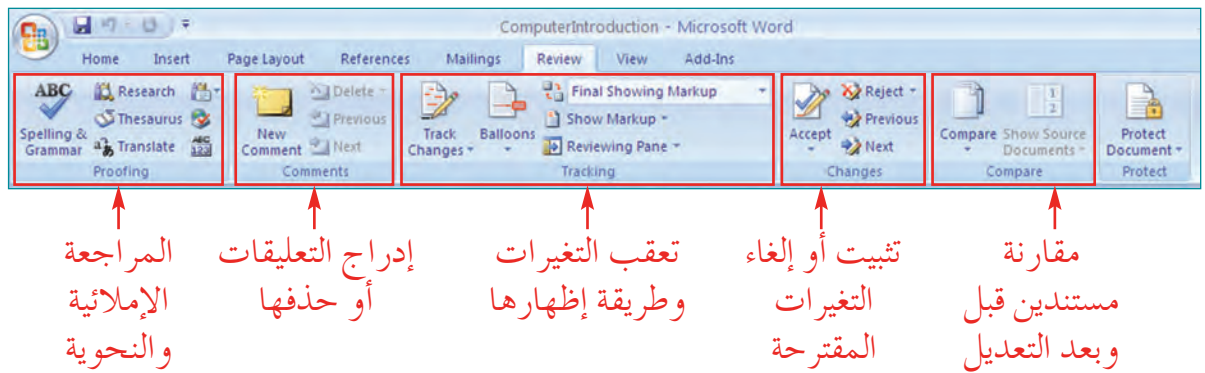 ComputerIntroduction - Microsoft Word
Home Insert Page Layout References Mailings Review View Add-Ins
ABC
Spelling &
Grammar
Research
Thesaurus
Translate
ABC
123
Proofing
New
Comment
Delete
Previous
Next
Comments
Track
Changes
Balloons
Final Showing Markup
Show Markup
Reviewing Pane
Tracking
Accept
Reject
Previous
Next
Changes
Compare
1
2
Show Source
Documents
Compare
Protect
Document
Protect
المراجعة
الإملائية
والنحوية
إدراج التعليقات
أو حذفها
تعقب التغيرات
وطريقة إظهارها
تثبيت أو إلغاء
التغيرات
المقترحة
مقارنة
مستندين قبل
وبعد التعديل